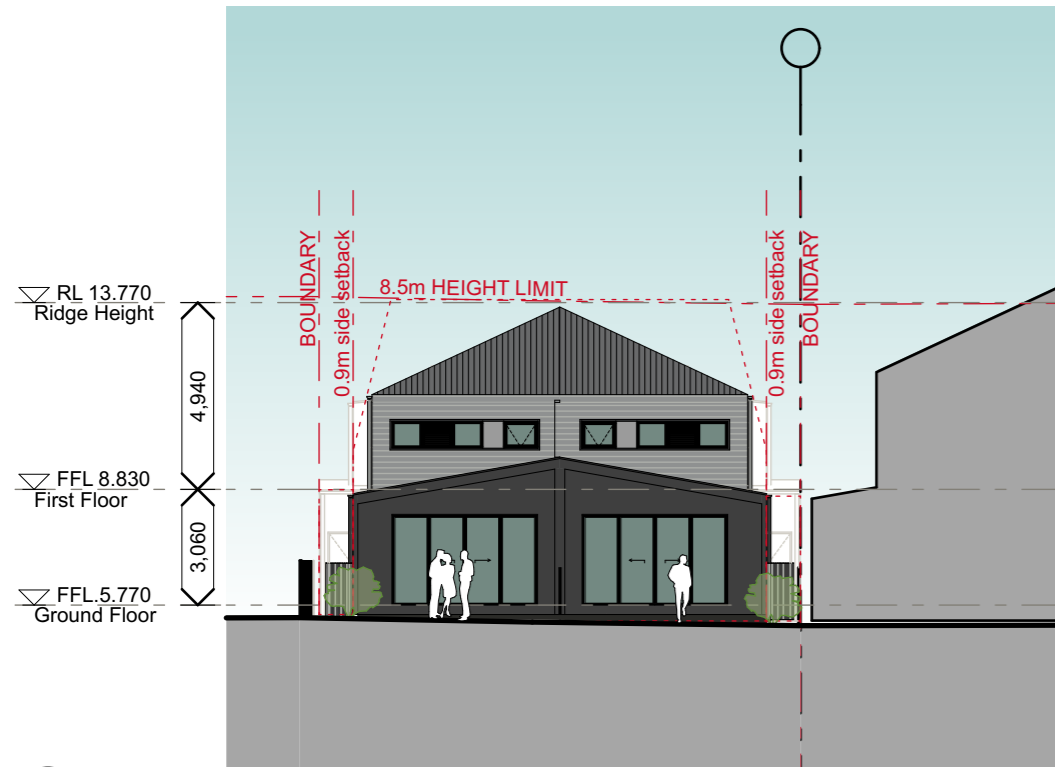 RL 13.770
Ridge Height
4,940
FFL 8.830
First Floor
3,060
FFL.5.770
Ground Floor
BOUNDARY
0.9m side setback
8.5m HEIGHT LIMIT
0.9m side setback
BOUNDARY